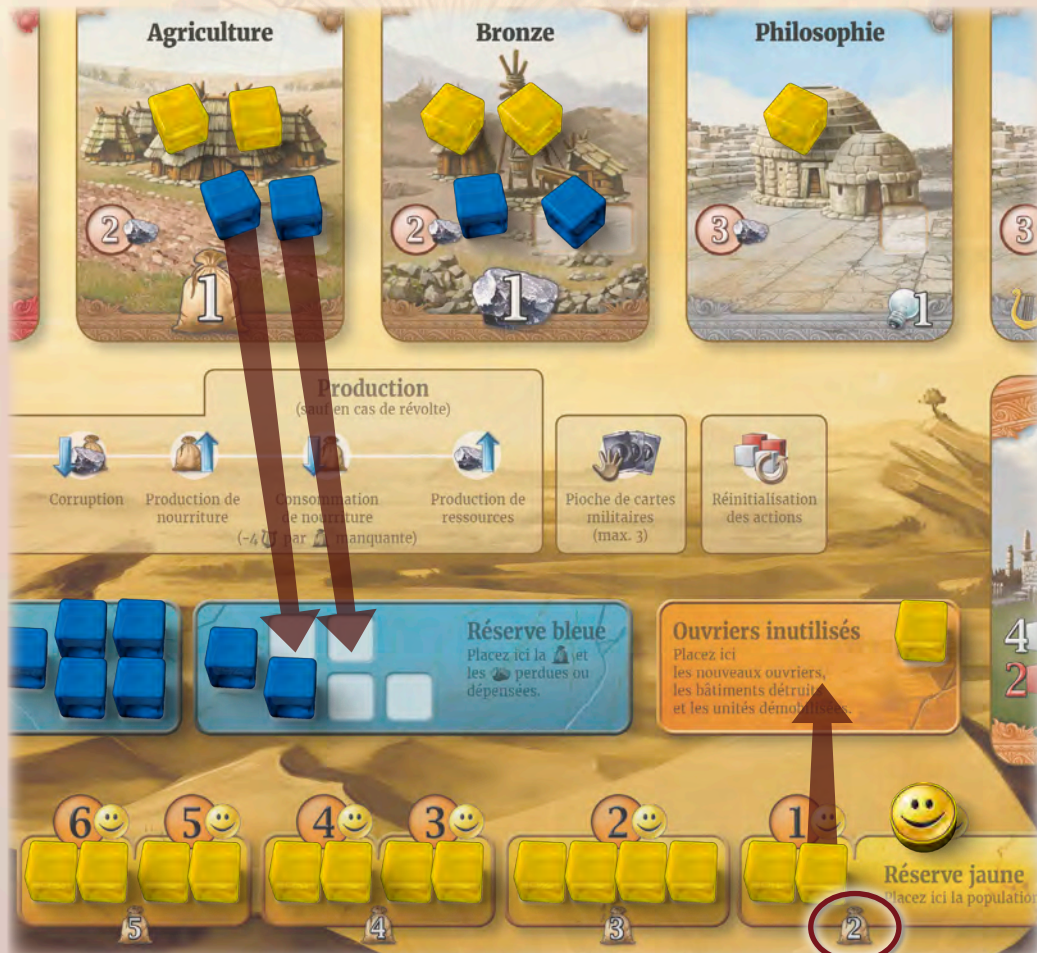 Agriculture
Bronze
Philosophie
2
2
3
3
1
1
1
Production
(sauf en cas de révolte)
Corruption
Production de
nourriture
Consommation
de nourriture
(-4 par manquante)
Production de
ressources
Pioche de cartes
militaires
(max. 3)
Réinitialisation
des actions
Réserve bleue
Placez ici la et
les perdues ou
dépensées.
Ouvriers inutilisés
Placez ici
les nouveaux ouvriers,
les bâtiments détruits
et les unités démobilisées.
4
2
6
5
4
3
2
1
Réserve jaune
Placez ici la population
5
4
3
2